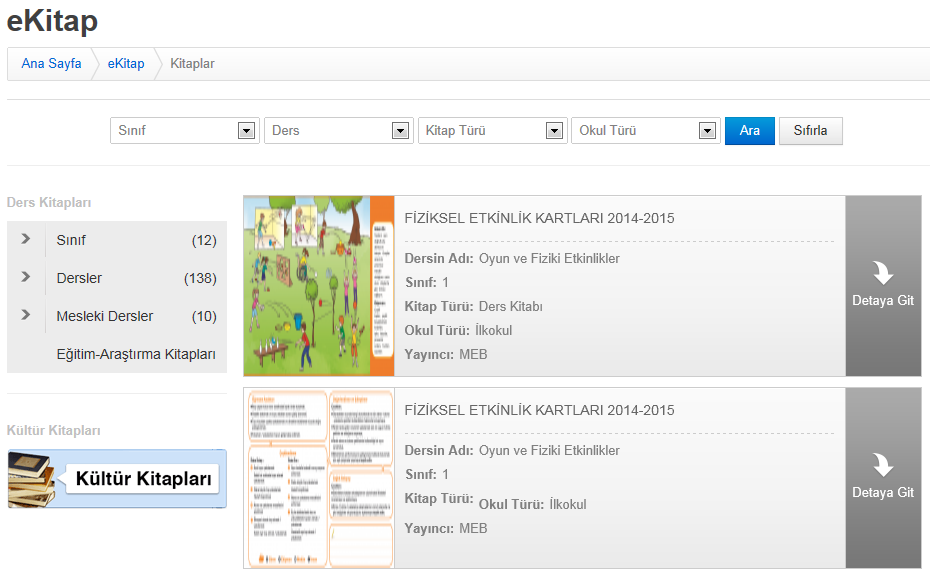 eKitap
Ana Sayfa eKitap Kitaplar
Sınıf Ders Kitap Türü Okul Türü Ara Sıfırla
Ders Kitapları
Sınıf (12)
Dersler (138)
Mesleki Dersler (10)
Eğitim-Araştırma Kitapları
Kültür Kitapları
Kültür Kitapları
FİZİKSEL ETKİNLİK KARTLARI 2014-2015
Dersin Adı: Oyun ve Fiziki Etkinlikler
Sınıf: 1
Kitap Türü: Ders Kitabı
Okul Türü: İlkokul
Yayıncı: MEB
Detaya Git
FİZİKSEL ETKİNLİK KARTLARI 2014-2015
Dersin Adı: Oyun ve Fiziki Etkinlikler
Sınıf: 1
Kitap Türü: Okul Türü: İlkokul
Yayıncı: MEB
Detaya Git